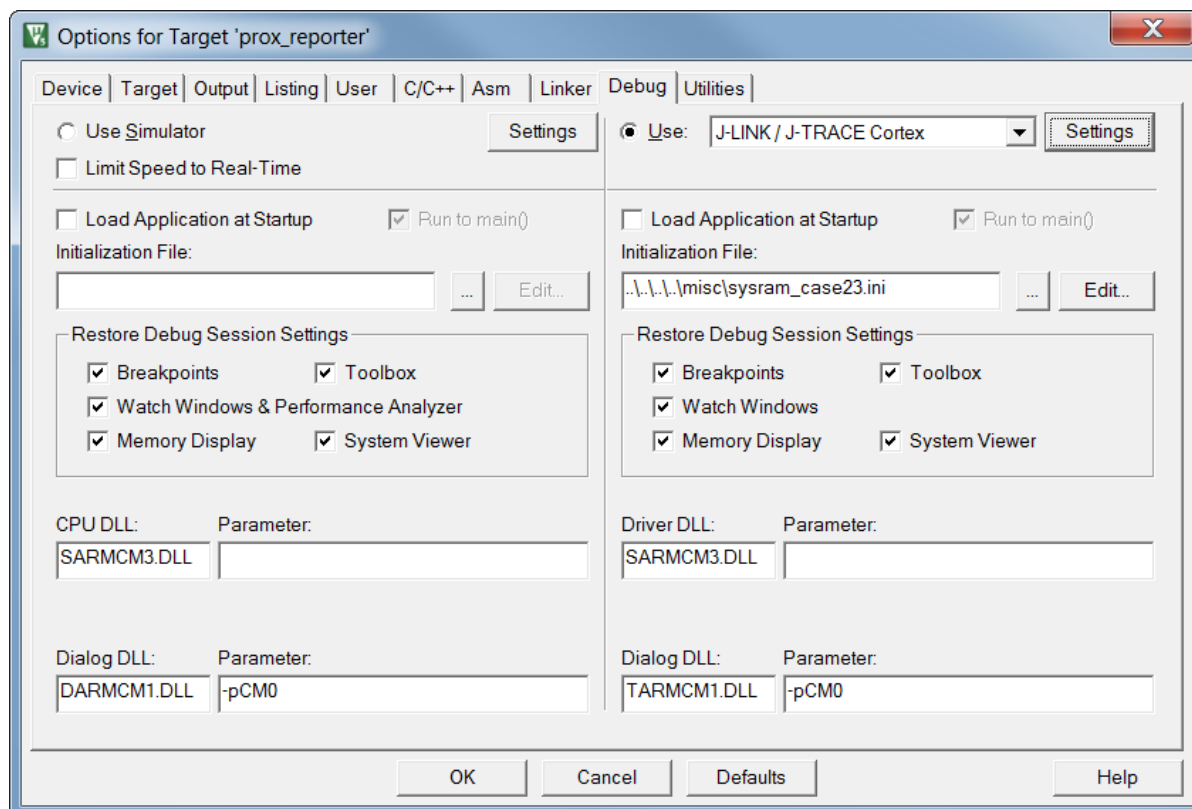 Options for Target 'prox_reporter'
Device Target Output Listing User C/C++ Asm Linker Debug Utilities
Use Simulator Settings
Limit Speed to Real-Time
Use: J-LINK / J-TRACE Cortex Settings
Load Application at Startup Run to main()
Initialization File:
... Edit...
Restore Debug Session Settings
Breakpoints Toolbox
Watch Windows & Performance Analyzer
Memory Display System Viewer
Load Application at Startup Run to main()
Initialization File:
..\..\..\..\misc\sysram_case23.ini ... Edit...
Restore Debug Session Settings
Breakpoints Toolbox
Watch Windows
Memory Display System Viewer
CPU DLL: Parameter:
SARMCM3.DLL
Driver DLL: Parameter:
SARMCM3.DLL
Dialog DLL: Parameter:
DARMCM1.DLL -pCM0
Dialog DLL: Parameter:
TARMCM1.DLL -pCM0
OK Cancel Defaults Help